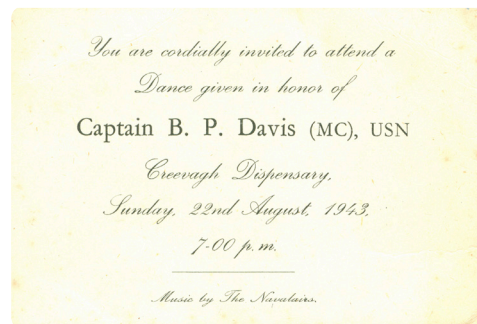 You are cordially invited to attend a
Dance given in honor of
Captain B. P. Davis (MC), USN
Creevagh Dispensary,
Sunday, 22nd August, 1943,
7-00 p.m.
Music by The Navalairs.